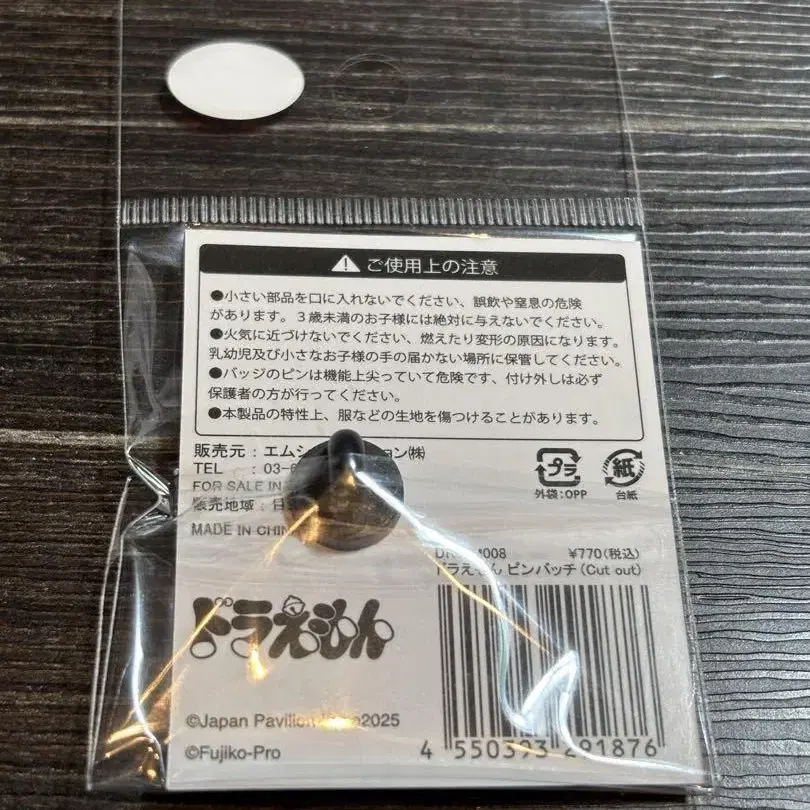 ご使用上の注意
●小さい部品を口に入れないでください、誤飲や窒息の危険
があります。3歳未満のお子様には絶対に与えないでください。
●火気に近づけないでください、燃えたり変形の原因になります。
乳幼児及び小さなお子様の手の届かない場所に保管してください。
●バッジのピンは機能上尖っていて危険です、付け外しは必ず
保護者の方が行ってください。
●本製品の特性上、服などの生地を傷つけることがあります。
販売元：エムシ ョン㈱
TEL ：03-
FOR SALE IN
販売地域：
MADE IN CHIN
プラ
外袋：OPP
紙
台紙
008 ¥770(税込)
ドラえもん ピンバッチ (Cut out)
ドラえもん
©Japan Pavilion 2025
©Fujiko-Pro
4 550393 291876